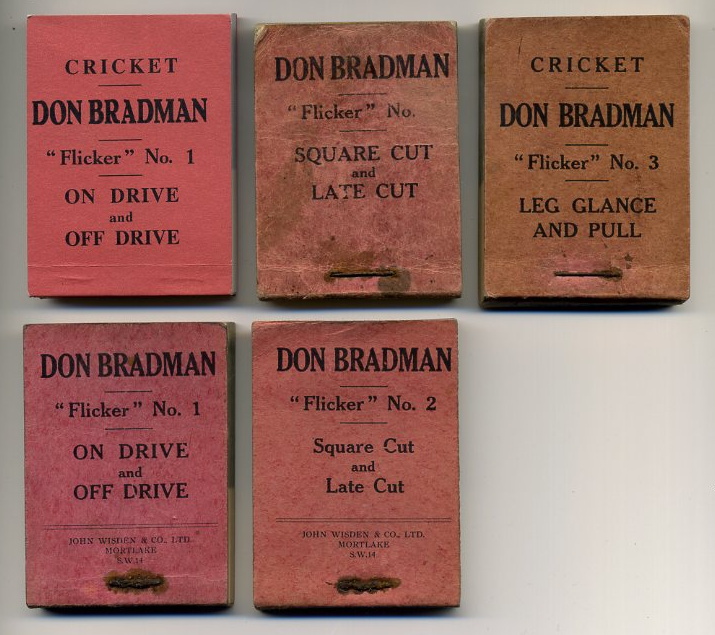 CRICKET
DON BRADMAN
"Flicker" No. 1
ON DRIVE
and
OFF DRIVE
DON BRADMAN
"Flicker" No.
SQUARE CUT
and
LATE CUT
CRICKET
DON BRADMAN
"Flicker" No. 3
LEG GLANCE
AND PULL
DON BRADMAN
"Flicker" No. 1
ON DRIVE
and
OFF DRIVE
JOHN WISDEN & CO., LTD.
MORTLAKE
S.W.14
DON BRADMAN
"Flicker" No. 2
Square Cut
and
Late Cut
JOHN WISDEN & CO., LTD.
MORTLAKE
S.W.14